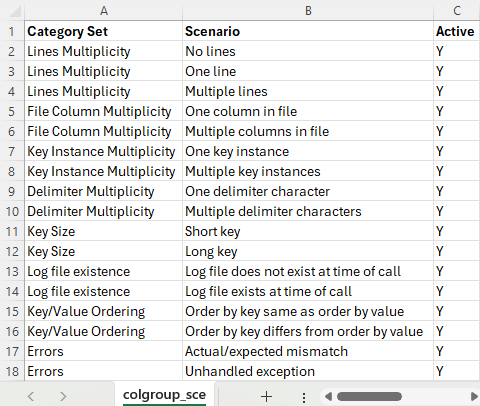 A B C
1 Category Set Scenario Active
2 Lines Multiplicity No lines Y
3 Lines Multiplicity One line Y
4 Lines Multiplicity Multiple lines Y
5 File Column Multiplicity One column in file Y
6 File Column Multiplicity Multiple columns in file Y
7 Key Instance Multiplicity One key instance Y
8 Key Instance Multiplicity Multiple key instances Y
9 Delimiter Multiplicity One delimiter character Y
10 Delimiter Multiplicity Multiple delimiter characters Y
11 Key Size Short key Y
12 Key Size Long key Y
13 Log file existence Log file does not exist at time of call Y
14 Log file existence Log file exists at time of call Y
15 Key/Value Ordering Order by key same as order by value Y
16 Key/Value Ordering Order by key differs from order by value Y
17 Errors Actual/expected mismatch Y
18 Errors Unhandled exception Y
colgroup_sce